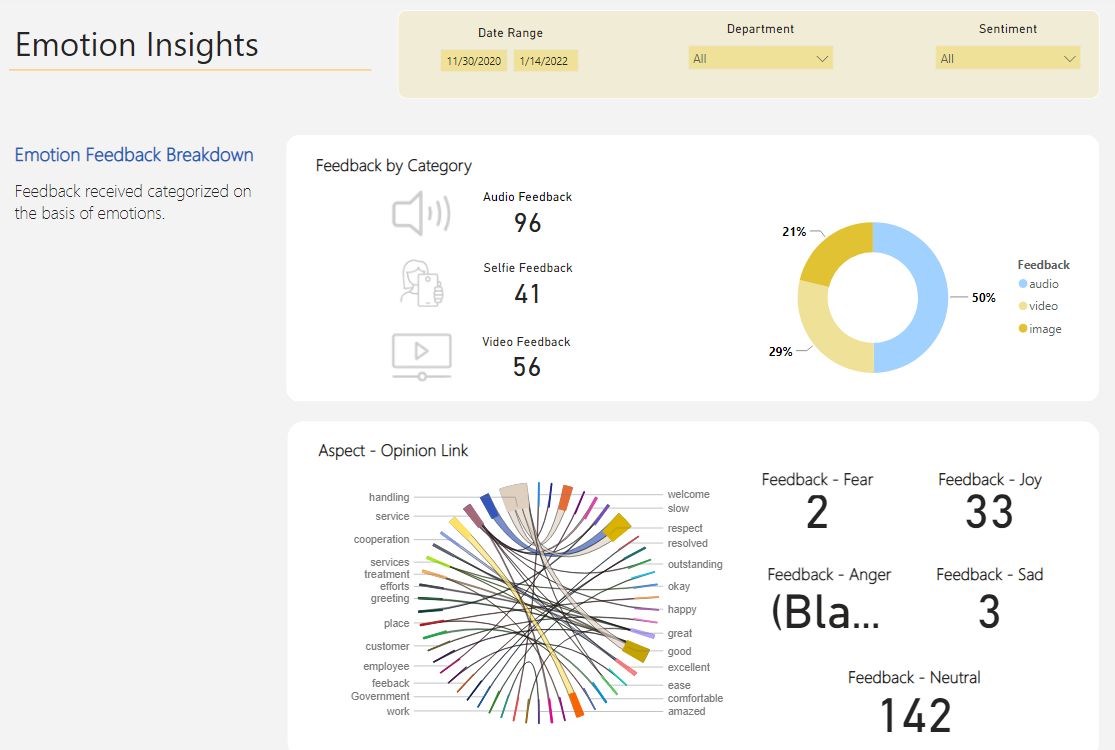 Emotion Insights
Date Range
11/30/2020 1/14/2022
Department
All
Sentiment
All
Emotion Feedback Breakdown
Feedback received categorized on
the basis of emotions.
Feedback by Category
Audio Feedback
96
Selfie Feedback
41
Video Feedback
56
21%
50%
29%
Feedback
audio
video
image
Aspect - Opinion Link
handling
service
cooperation
services
treatment
efforts
greeting
place
customer
employee
feeback
Government
work
welcome
slow
respect
resolved
outstanding
okay
happy
great
good
excellent
ease
comfortable
amazed
Feedback - Fear
2
Feedback - Joy
33
Feedback - Anger
(Bla...
Feedback - Sad
3
Feedback - Neutral
142